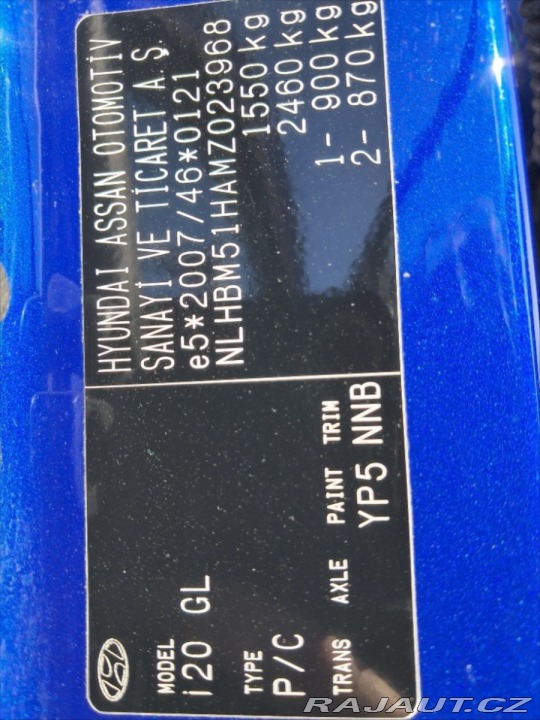 HYUNDAI ASSAN OTOMOTİV
SANAYİ VE TİCARET A.Ş.
e5*2007/46*0121
NLHBM51HAMZ023968
1550 kg
2460 kg
1- 900 kg
2- 870 kg
MODEL
i20 GL
TYPE
P/C
TRANS AXLE PAINT TRIM
YP5 NNB
RAJAUT.CZ